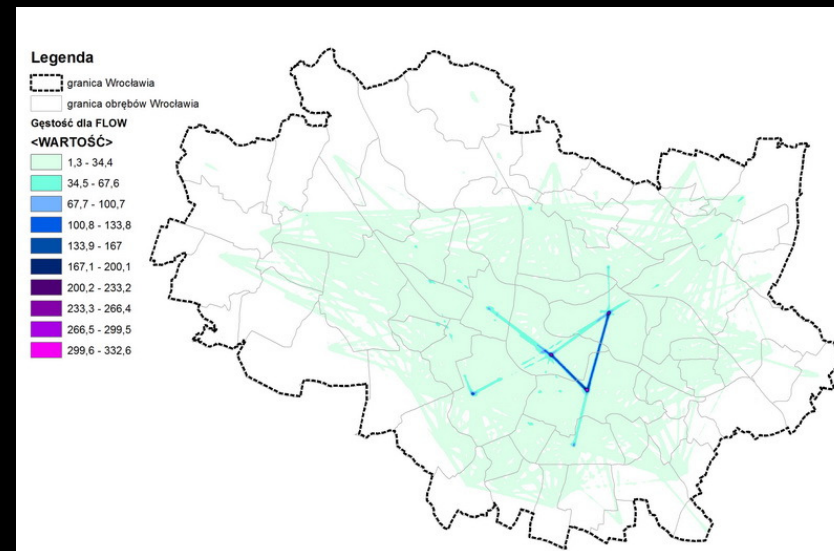 Legenda
granica Wrocławia
granica obrębów Wrocławia
Gęstość dla FLOW
<WARTOŚĆ>
1,3 - 34,4
34,5 - 67,6
67,7 - 100,7
100,8 - 133,8
133,9 - 167
167,1 - 200,1
200,2 - 233,2
233,3 - 266,4
266,5 - 299,5
299,6 - 332,6